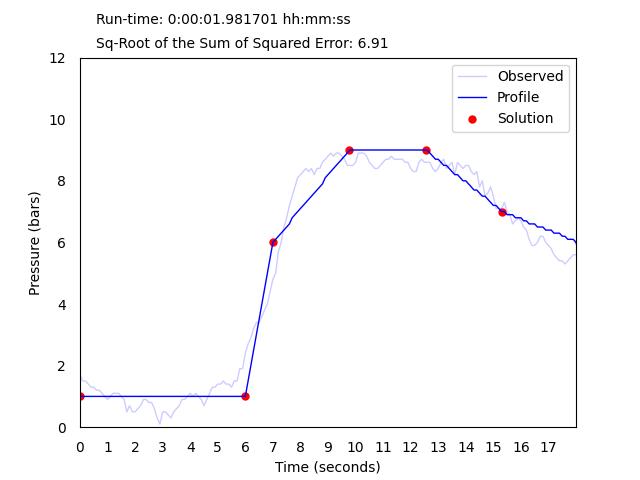 Run-time: 0:00:01.981701 hh:mm:ss
Sq-Root of the Sum of Squared Error: 6.91
12
10
8
6
4
2
0
Pressure (bars)
Observed
Profile
Solution
0 1 2 3 4 5 6 7 8 9 10 11 12 13 14 15 16 17
Time (seconds)